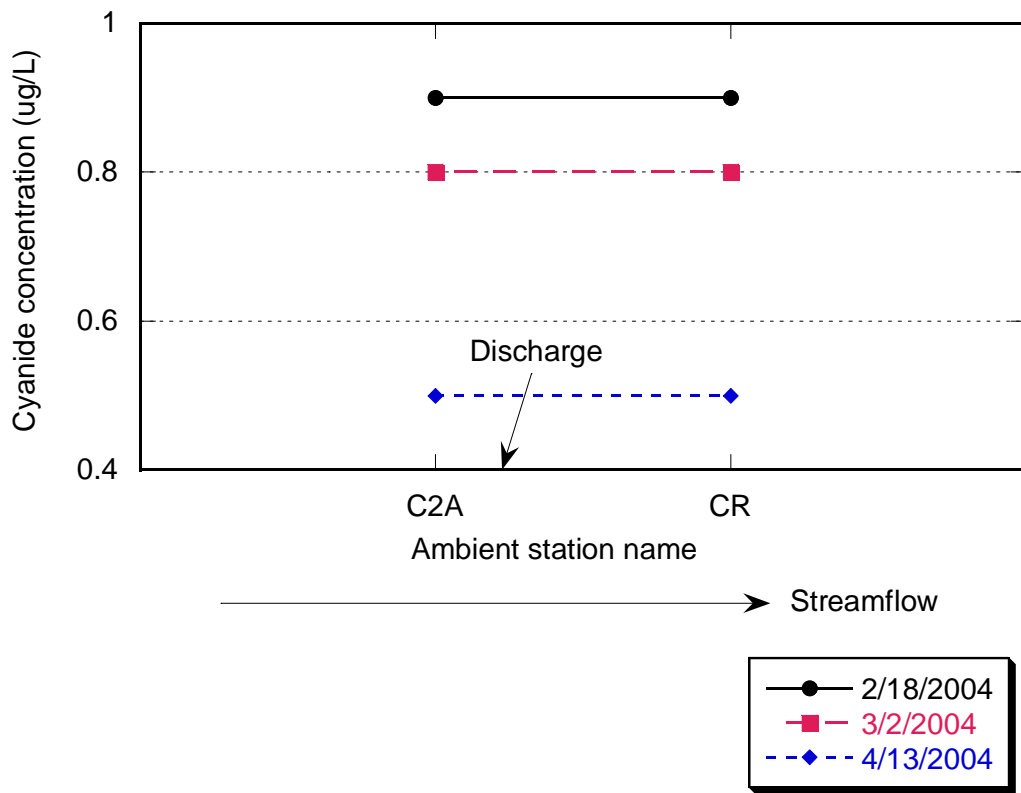 Cyanide concentration (ug/L)
1
0.8
0.6
0.4
Discharge
C2A
CR
Ambient station name
Streamflow
2/18/2004
3/2/2004
4/13/2004